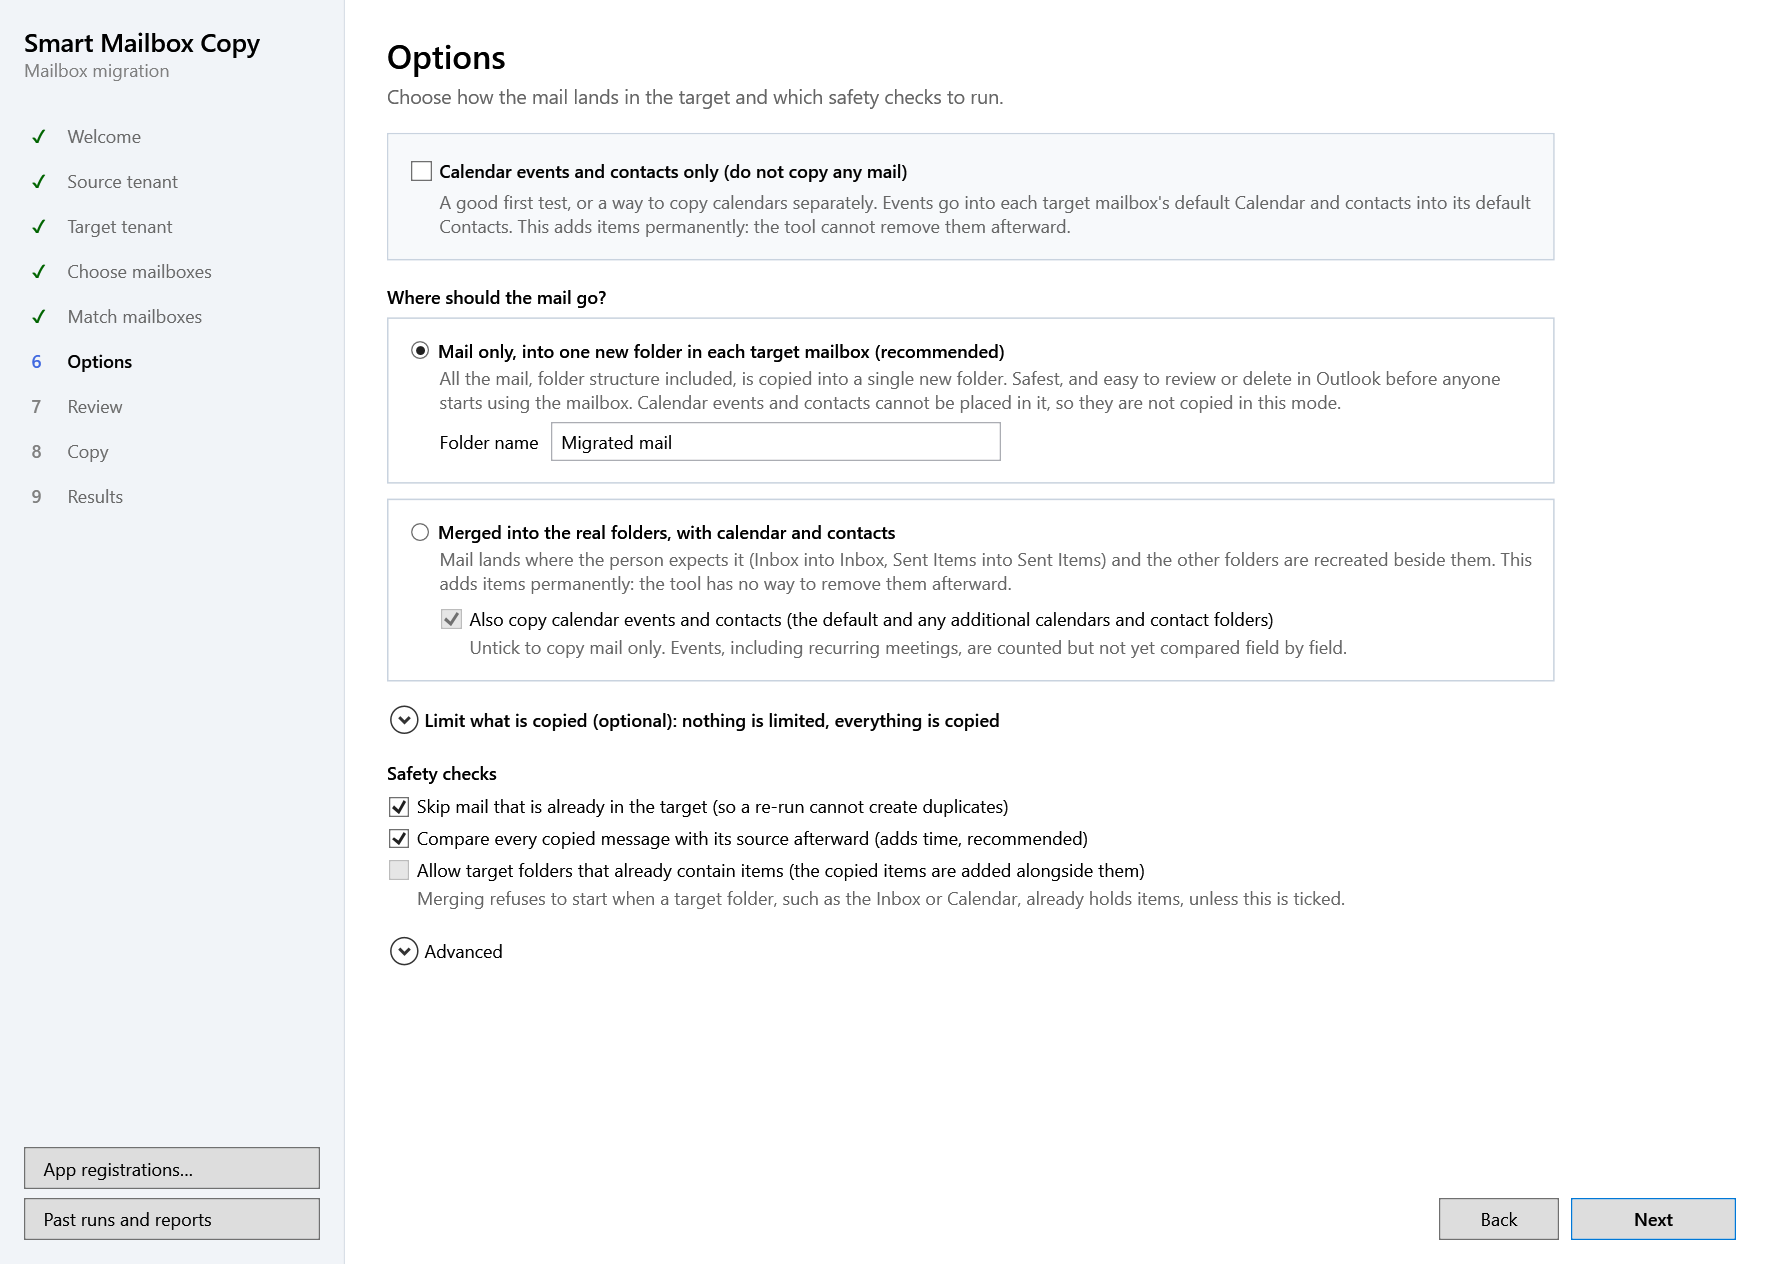 Smart Mailbox Copy
Mailbox migration
Welcome
Source tenant
Target tenant
Choose mailboxes
Match mailboxes
6 Options
7 Review
8 Copy
9 Results
App registrations...
Past runs and reports
Options
Choose how the mail lands in the target and which safety checks to run.
Calendar events and contacts only (do not copy any mail)
A good first test, or a way to copy calendars separately. Events go into each target mailbox's default Calendar and contacts into its default
Contacts. This adds items permanently: the tool cannot remove them afterward.
Where should the mail go?
Mail only, into one new folder in each target mailbox (recommended)
All the mail, folder structure included, is copied into a single new folder. Safest, and easy to review or delete in Outlook before anyone
starts using the mailbox. Calendar events and contacts cannot be placed in it, so they are not copied in this mode.
Folder name Migrated mail
Merged into the real folders, with calendar and contacts
Mail lands where the person expects it (Inbox into Inbox, Sent Items into Sent Items) and the other folders are recreated beside them. This
adds items permanently: the tool has no way to remove them afterward.
Also copy calendar events and contacts (the default and any additional calendars and contact folders)
Untick to copy mail only. Events, including recurring meetings, are counted but not yet compared field by field.
Limit what is copied (optional): nothing is limited, everything is copied
Safety checks
Skip mail that is already in the target (so a re-run cannot create duplicates)
Compare every copied message with its source afterward (adds time, recommended)
Allow target folders that already contain items (the copied items are added alongside them)
Merging refuses to start when a target folder, such as the Inbox or Calendar, already holds items, unless this is ticked.
Advanced
Back Next